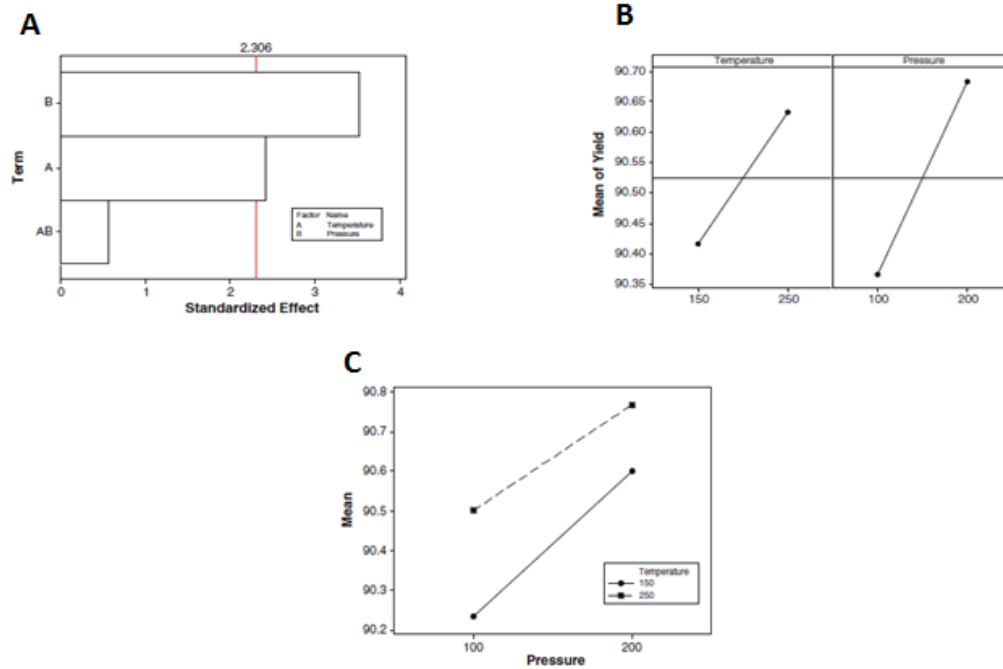 A
2.306
Term
B
A
AB
Factor Name
A Temperature
B Pressure
0 1 2 3 4
Standardized Effect
B
Temperature Pressure
Mean of Yield
90.70
90.65
90.60
90.55
90.50
90.45
90.40
90.35
150 250 100 200
C
Mean
90.8
90.7
90.6
90.5
90.4
90.3
90.2
Temperature
150
250
100 200
Pressure